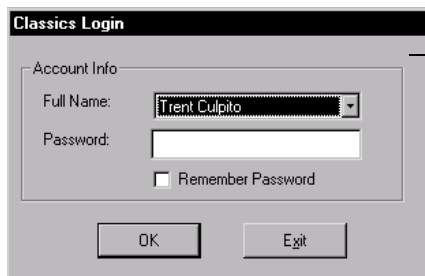 Classics Login
Account Info
Full Name: Trent Culpito
Password:
Remember Password
OK Exit